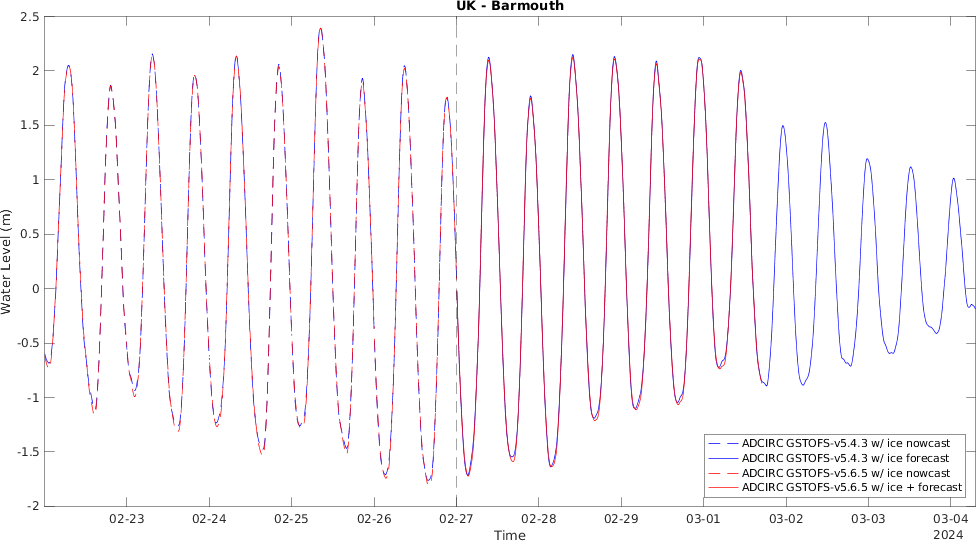 UK - Barmouth
2.5
2
1.5
1
0.5
0
-0.5
-1
-1.5
-2
Water Level (m)
02-23 02-24 02-25 02-26 02-27 02-28 02-29 03-01 03-02 03-03 03-04
2024
Time
ADCIRC GSTOFS-v5.4.3 w/ ice nowcast
ADCIRC GSTOFS-v5.4.3 w/ ice forecast
ADCIRC GSTOFS-v5.6.5 w/ ice nowcast
ADCIRC GSTOFS-v5.6.5 w/ ice + forecast